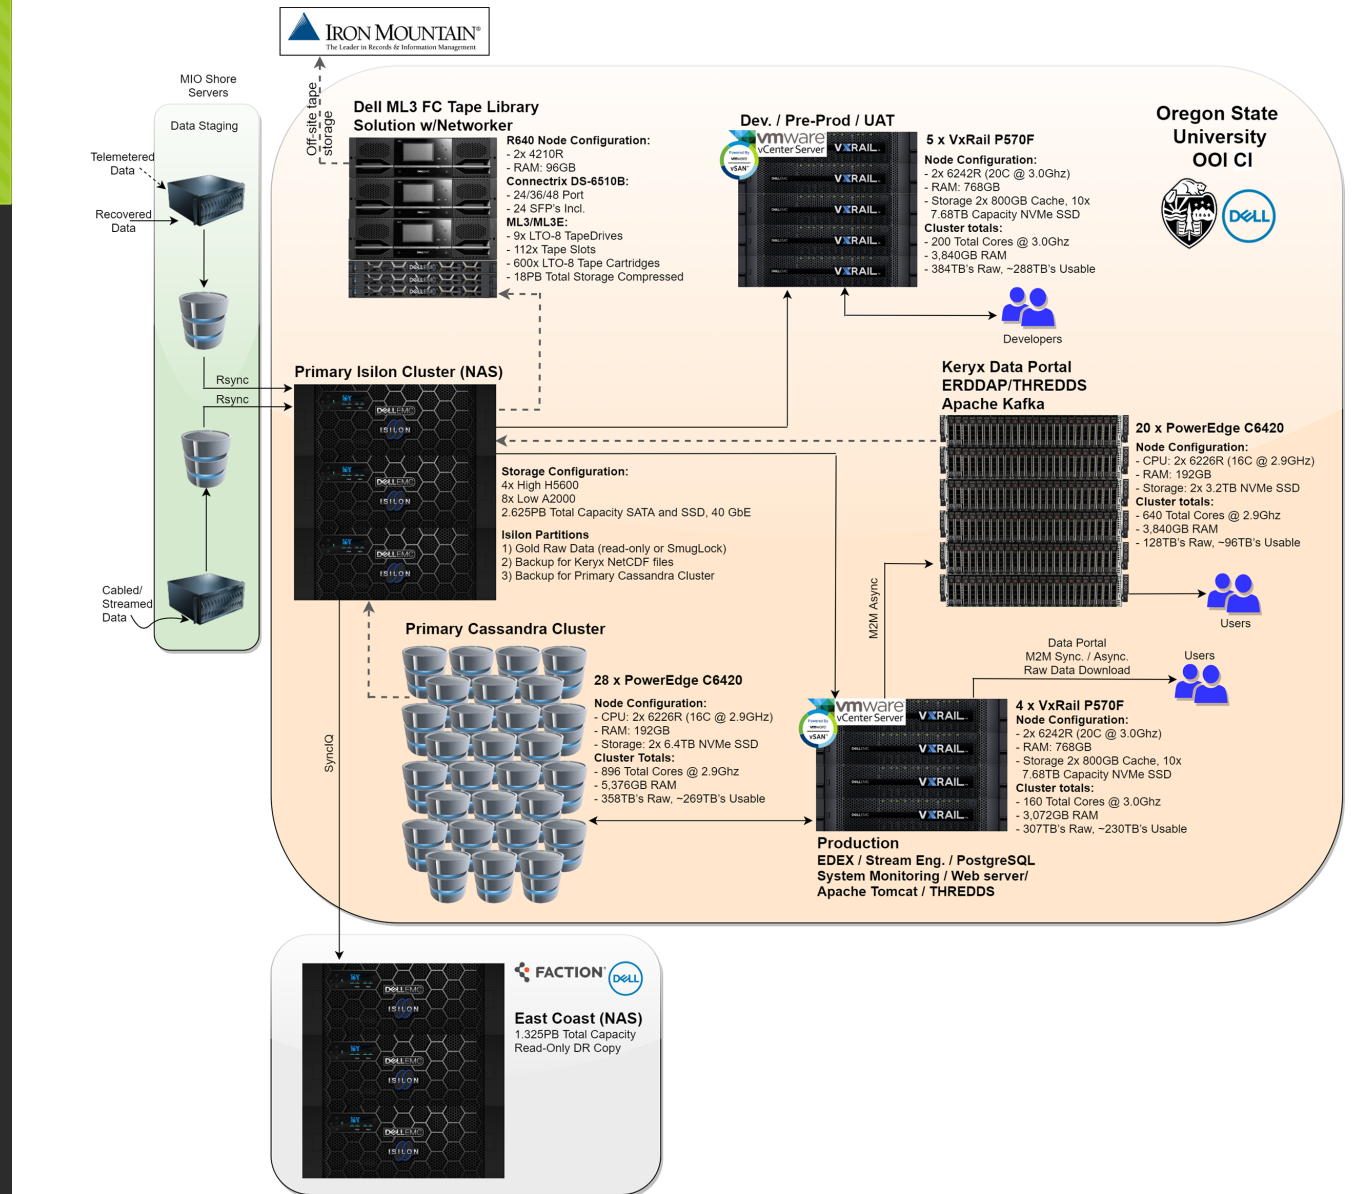 IRON MOUNTAIN®
The Leader in Records & Information Management
MIO Shore
Servers
Data Staging
Telemetered
Data
Recovered
Data
Rsync
Rsync
Cabled/
Streamed
Data
Off-site tape
storage
Dell ML3 FC Tape Library
Solution w/Networker
R640 Node Configuration:
- 2x 4210R
- RAM: 96GB
Connectrix DS-6510B:
- 24/36/48 Port
- 24 SFP's Incl.
ML3/ML3E:
- 9x LTO-8 TapeDrives
- 112x Tape Slots
- 600x LTO-8 Tape Cartridges
- 18PB Total Storage Compressed
DELLEMC
DELLEMC
DELLEMC
Dev. / Pre-Prod / UAT
vmware
vCenter Server
Powered By
vmware
vSAN™
VXRAIL
VXRAIL
VXRAIL
VXRAIL
VXRAIL
5 x VxRail P570F
Node Configuration:
- 2x 6242R (20C @ 3.0Ghz)
- RAM: 768GB
- Storage 2x 800GB Cache, 10x
7.68TB Capacity NVMe SSD
Cluster totals:
- 200 Total Cores @ 3.0Ghz
- 3,840GB RAM
- 384TB's Raw, ~288TB's Usable
Developers
Oregon State
University
OOI CI
DELL
Primary Isilon Cluster (NAS)
DELLEMC
ISILON
DELLEMC
ISILON
DELLEMC
ISILON
Storage Configuration:
4x High H5600
8x Low A2000
2.625PB Total Capacity SATA and SSD, 40 GbE
Isilon Partitions
1) Gold Raw Data (read-only or SmugLock)
2) Backup for Keryx NetCDF files
3) Backup for Primary Cassandra Cluster
Keryx Data Portal
ERDDAP/THREDDS
Apache Kafka
20 x PowerEdge C6420
Node Configuration:
- CPU: 2x 6226R (16C @ 2.9GHz)
- RAM: 192GB
- Storage: 2x 3.2TB NVMe SSD
Cluster totals:
- 640 Total Cores @ 2.9Ghz
- 3,840GB RAM
- 128TB's Raw, ~96TB's Usable
Users
M2M Async
Data Portal
M2M Sync. / Async.
Raw Data Download
Users
Primary Cassandra Cluster
28 x PowerEdge C6420
Node Configuration:
- CPU: 2x 6226R (16C @ 2.9GHz)
- RAM: 192GB
- Storage: 2x 6.4TB NVMe SSD
Cluster Totals:
- 896 Total Cores @ 2.9Ghz
- 5,376GB RAM
- 358TB's Raw, ~269TB's Usable
SyncIQ
vmware
vCenter Server
Powered By
vmware
vSAN™
VXRAIL
VXRAIL
VXRAIL
VXRAIL
4 x VxRail P570F
Node Configuration:
- 2x 6242R (20C @ 3.0Ghz)
- RAM: 768GB
- Storage 2x 800GB Cache, 10x
7.68TB Capacity NVMe SSD
Cluster totals:
- 160 Total Cores @ 3.0Ghz
- 3,072GB RAM
- 307TB's Raw, ~230TB's Usable
Production
EDEX / Stream Eng. / PostgreSQL
System Monitoring / Web server/
Apache Tomcat / THREDDS
DELLEMC
ISILON
DELLEMC
ISILON
DELLEMC
ISILON
FACTION
DELL
East Coast (NAS)
1.325PB Total Capacity
Read-Only DR Copy